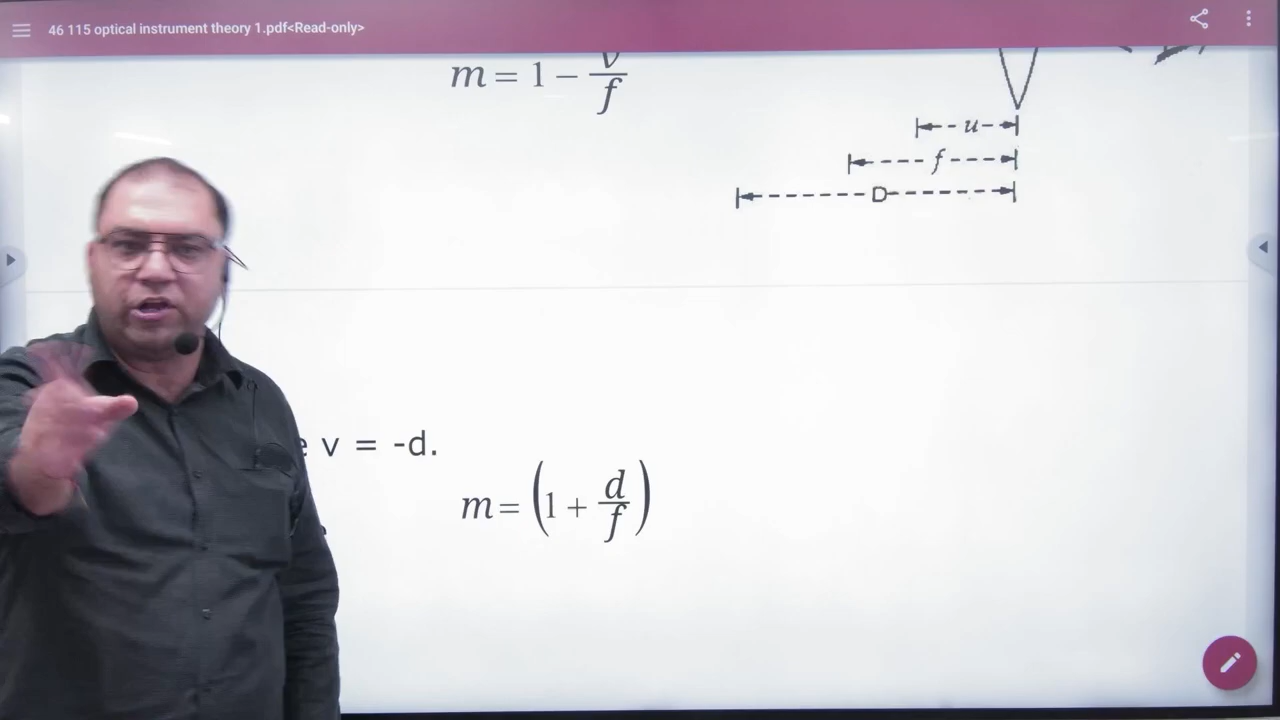 46 115 optical instrument theory 1.pdf<Read-only>
m = 1 − v/f
u
f
D
v = -d.
m = (1 + d/f)